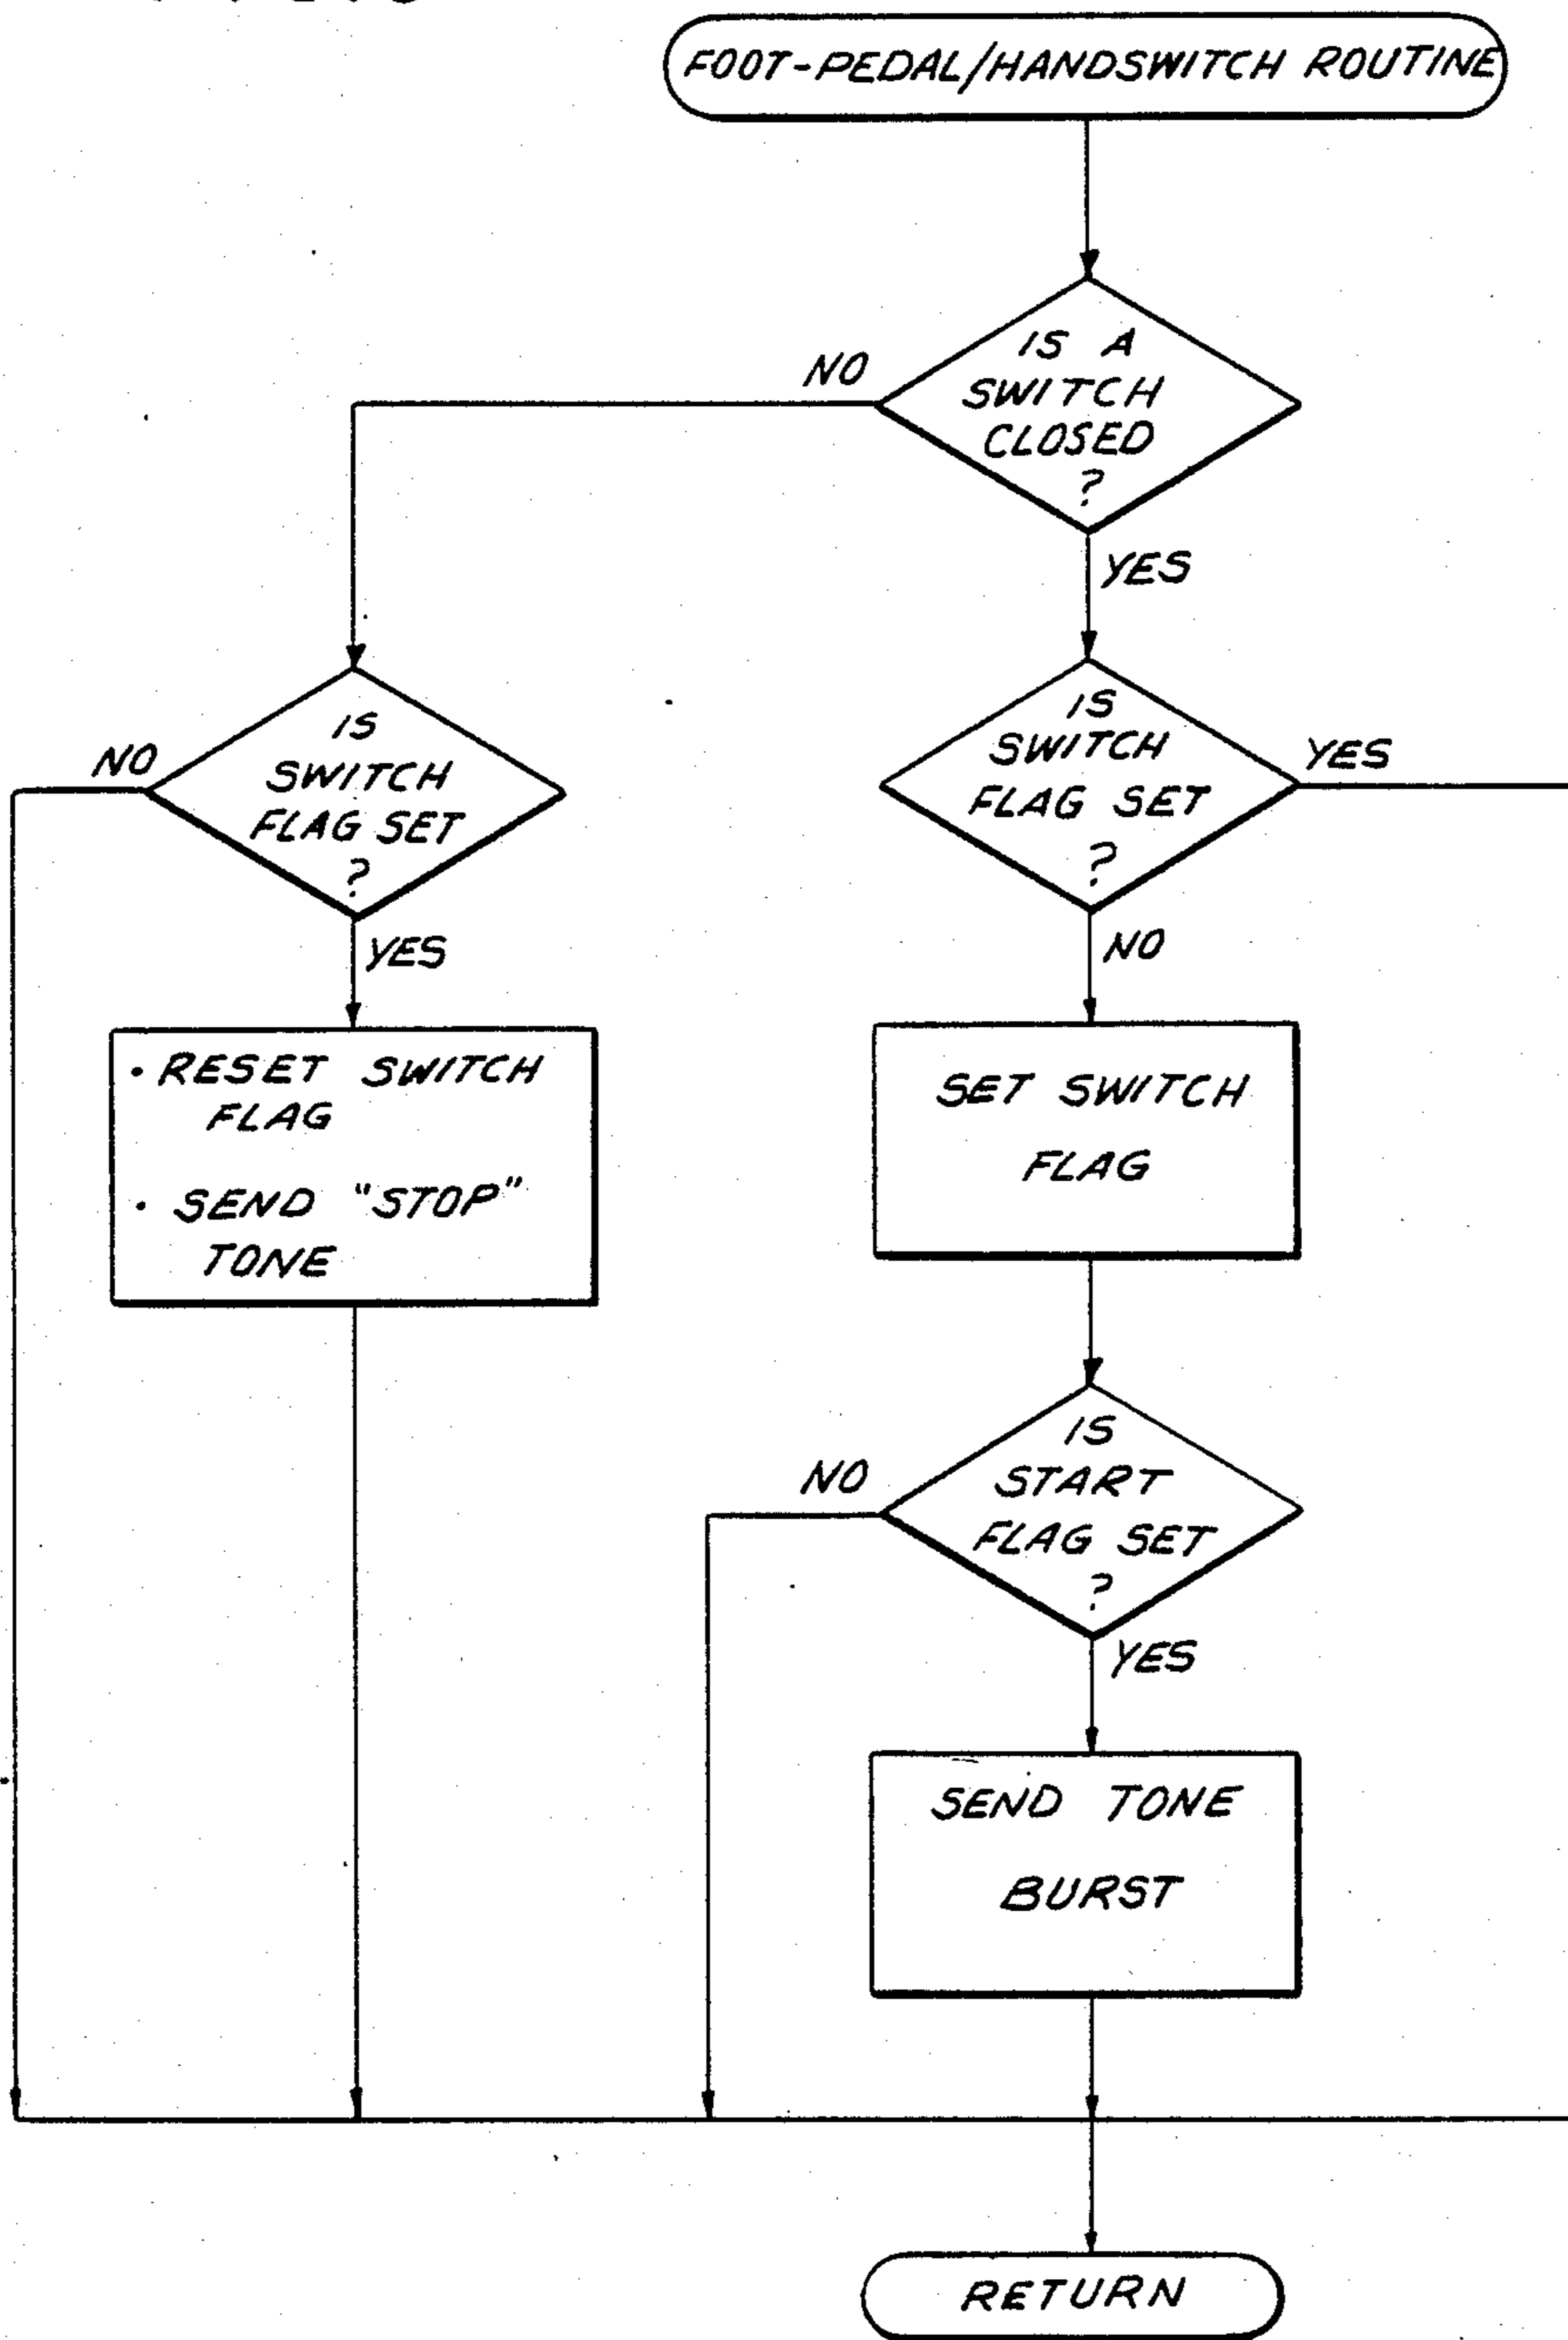 FOOT-PEDAL/HANDSWITCH ROUTINE
IS A
SWITCH
CLOSED
?
NO
YES
IS
SWITCH
FLAG SET
?
NO
YES
IS
SWITCH
FLAG SET
?
YES
NO
• RESET SWITCH
FLAG
• SEND "STOP"
TONE
SET SWITCH
FLAG
IS
START
FLAG SET
?
NO
YES
SEND TONE
BURST
RETURN